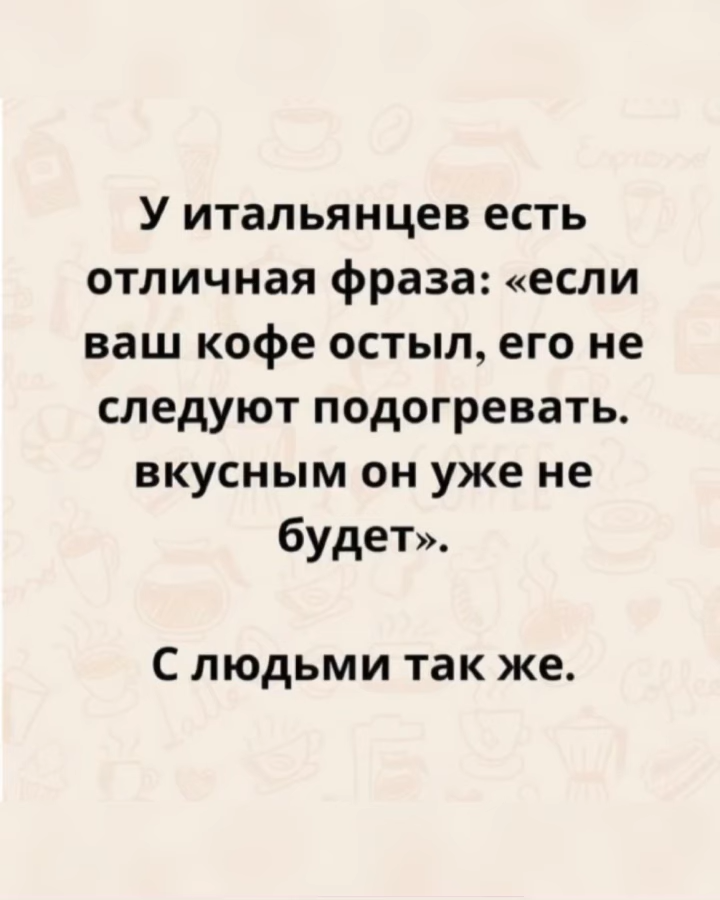 У итальянцев есть
отличная фраза: «если
ваш кофе остыл, его не
следуют подогревать.
вкусным он уже не
будет».
С людьми так же.